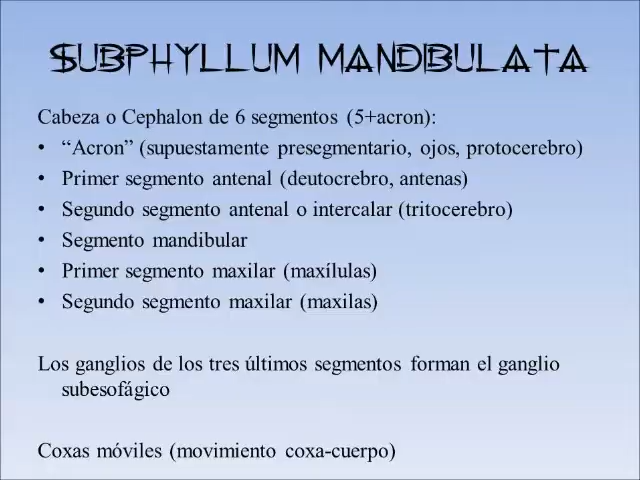 SUBPHYLLUM MANDIBULATA
Cabeza o Cephalon de 6 segmentos (5+acron):
• “Acron” (supuestamente presegmentario, ojos, protocerebro)
• Primer segmento antenal (deutocrebro, antenas)
• Segundo segmento antenal o intercalar (tritocerebro)
• Segmento mandibular
• Primer segmento maxilar (maxílulas)
• Segundo segmento maxilar (maxilas)
Los ganglios de los tres últimos segmentos forman el ganglio
subesofágico
Coxas móviles (movimiento coxa-cuerpo)